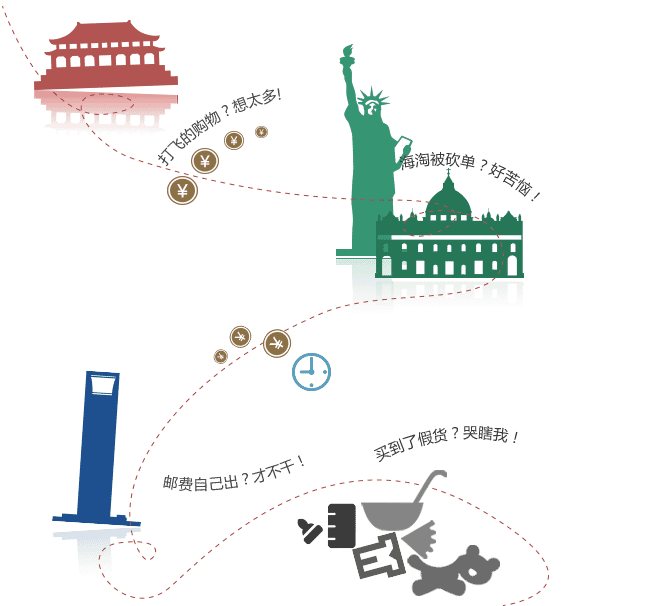 打飞的购物？想太多!
海淘被砍单？好苦恼！
买到了假货？哭瞎我！
邮费自己出？才不干！